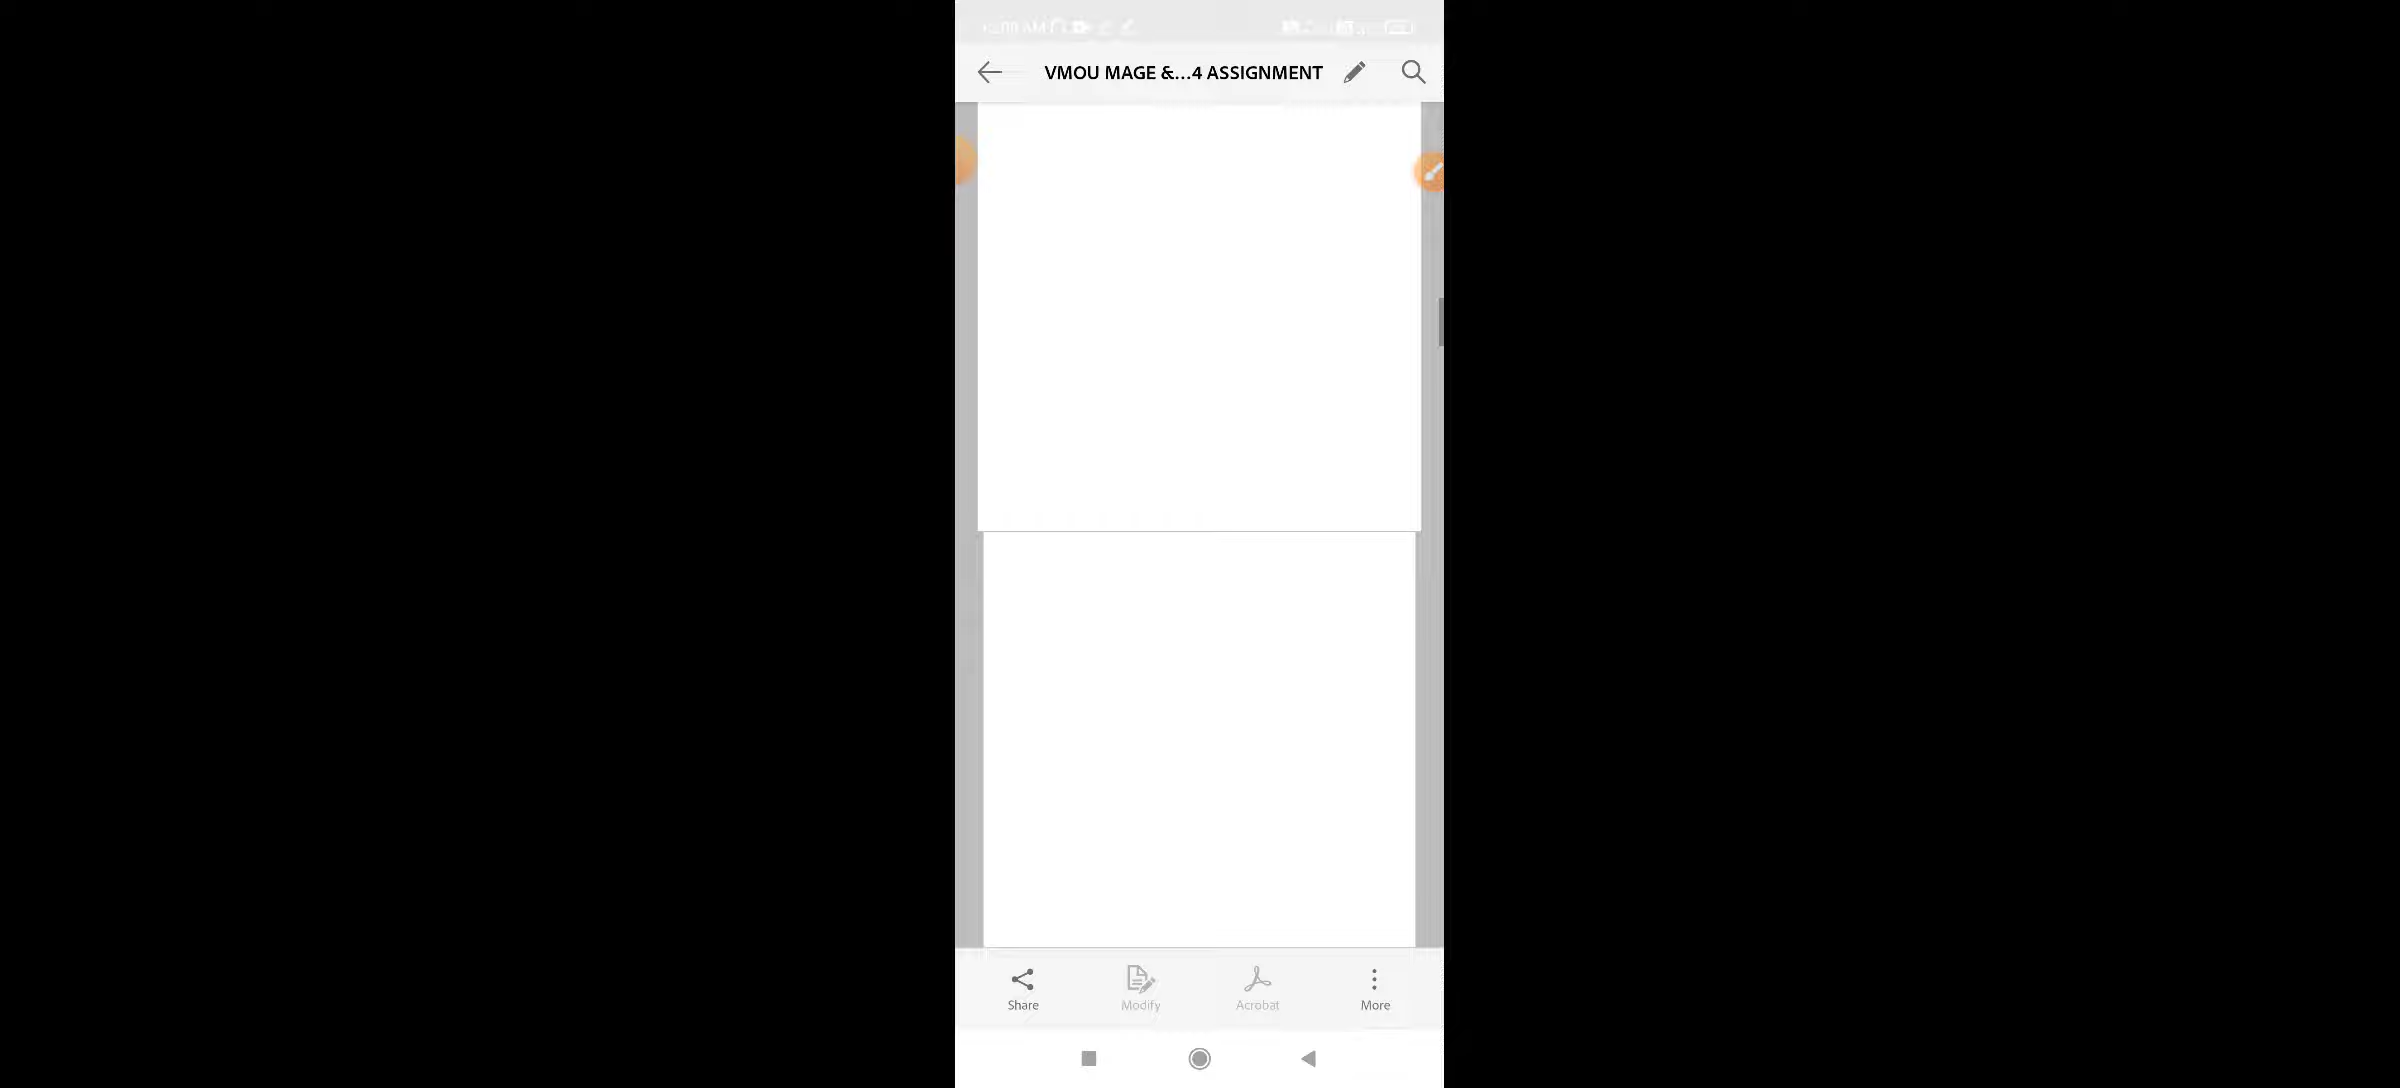 VMOU MAGE &...4 ASSIGNMENT
Share
Modify
Acrobat
More